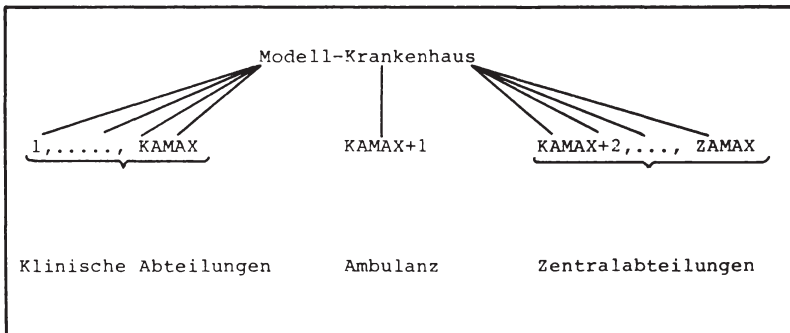 Modell-Krankenhaus
1,....., KAMAX KAMAX+1 KAMAX+2,..., ZAMAX
Klinische Abteilungen Ambulanz Zentralabteilungen